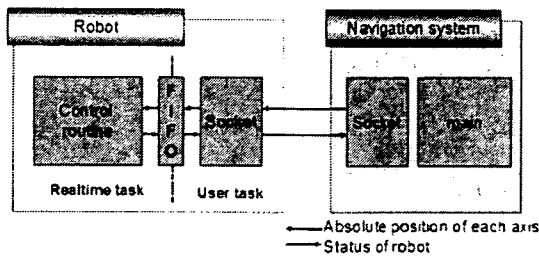 Robot
Navigation system
Control
routine
F
I
F
O
Socket
Socket
main
Realtime task
User task
Absolute position of each axis
Status of robot